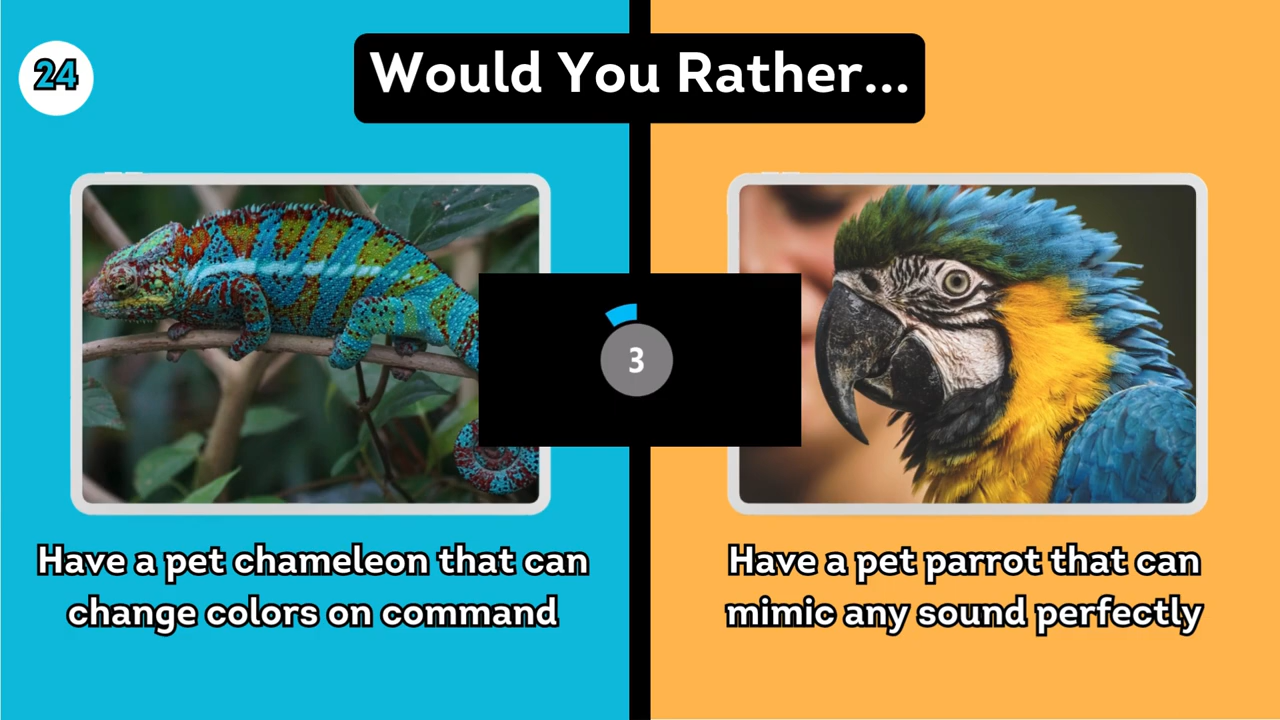 24
Would You Rather...
3
Have a pet chameleon that can
change colors on command
Have a pet parrot that can
mimic any sound perfectly